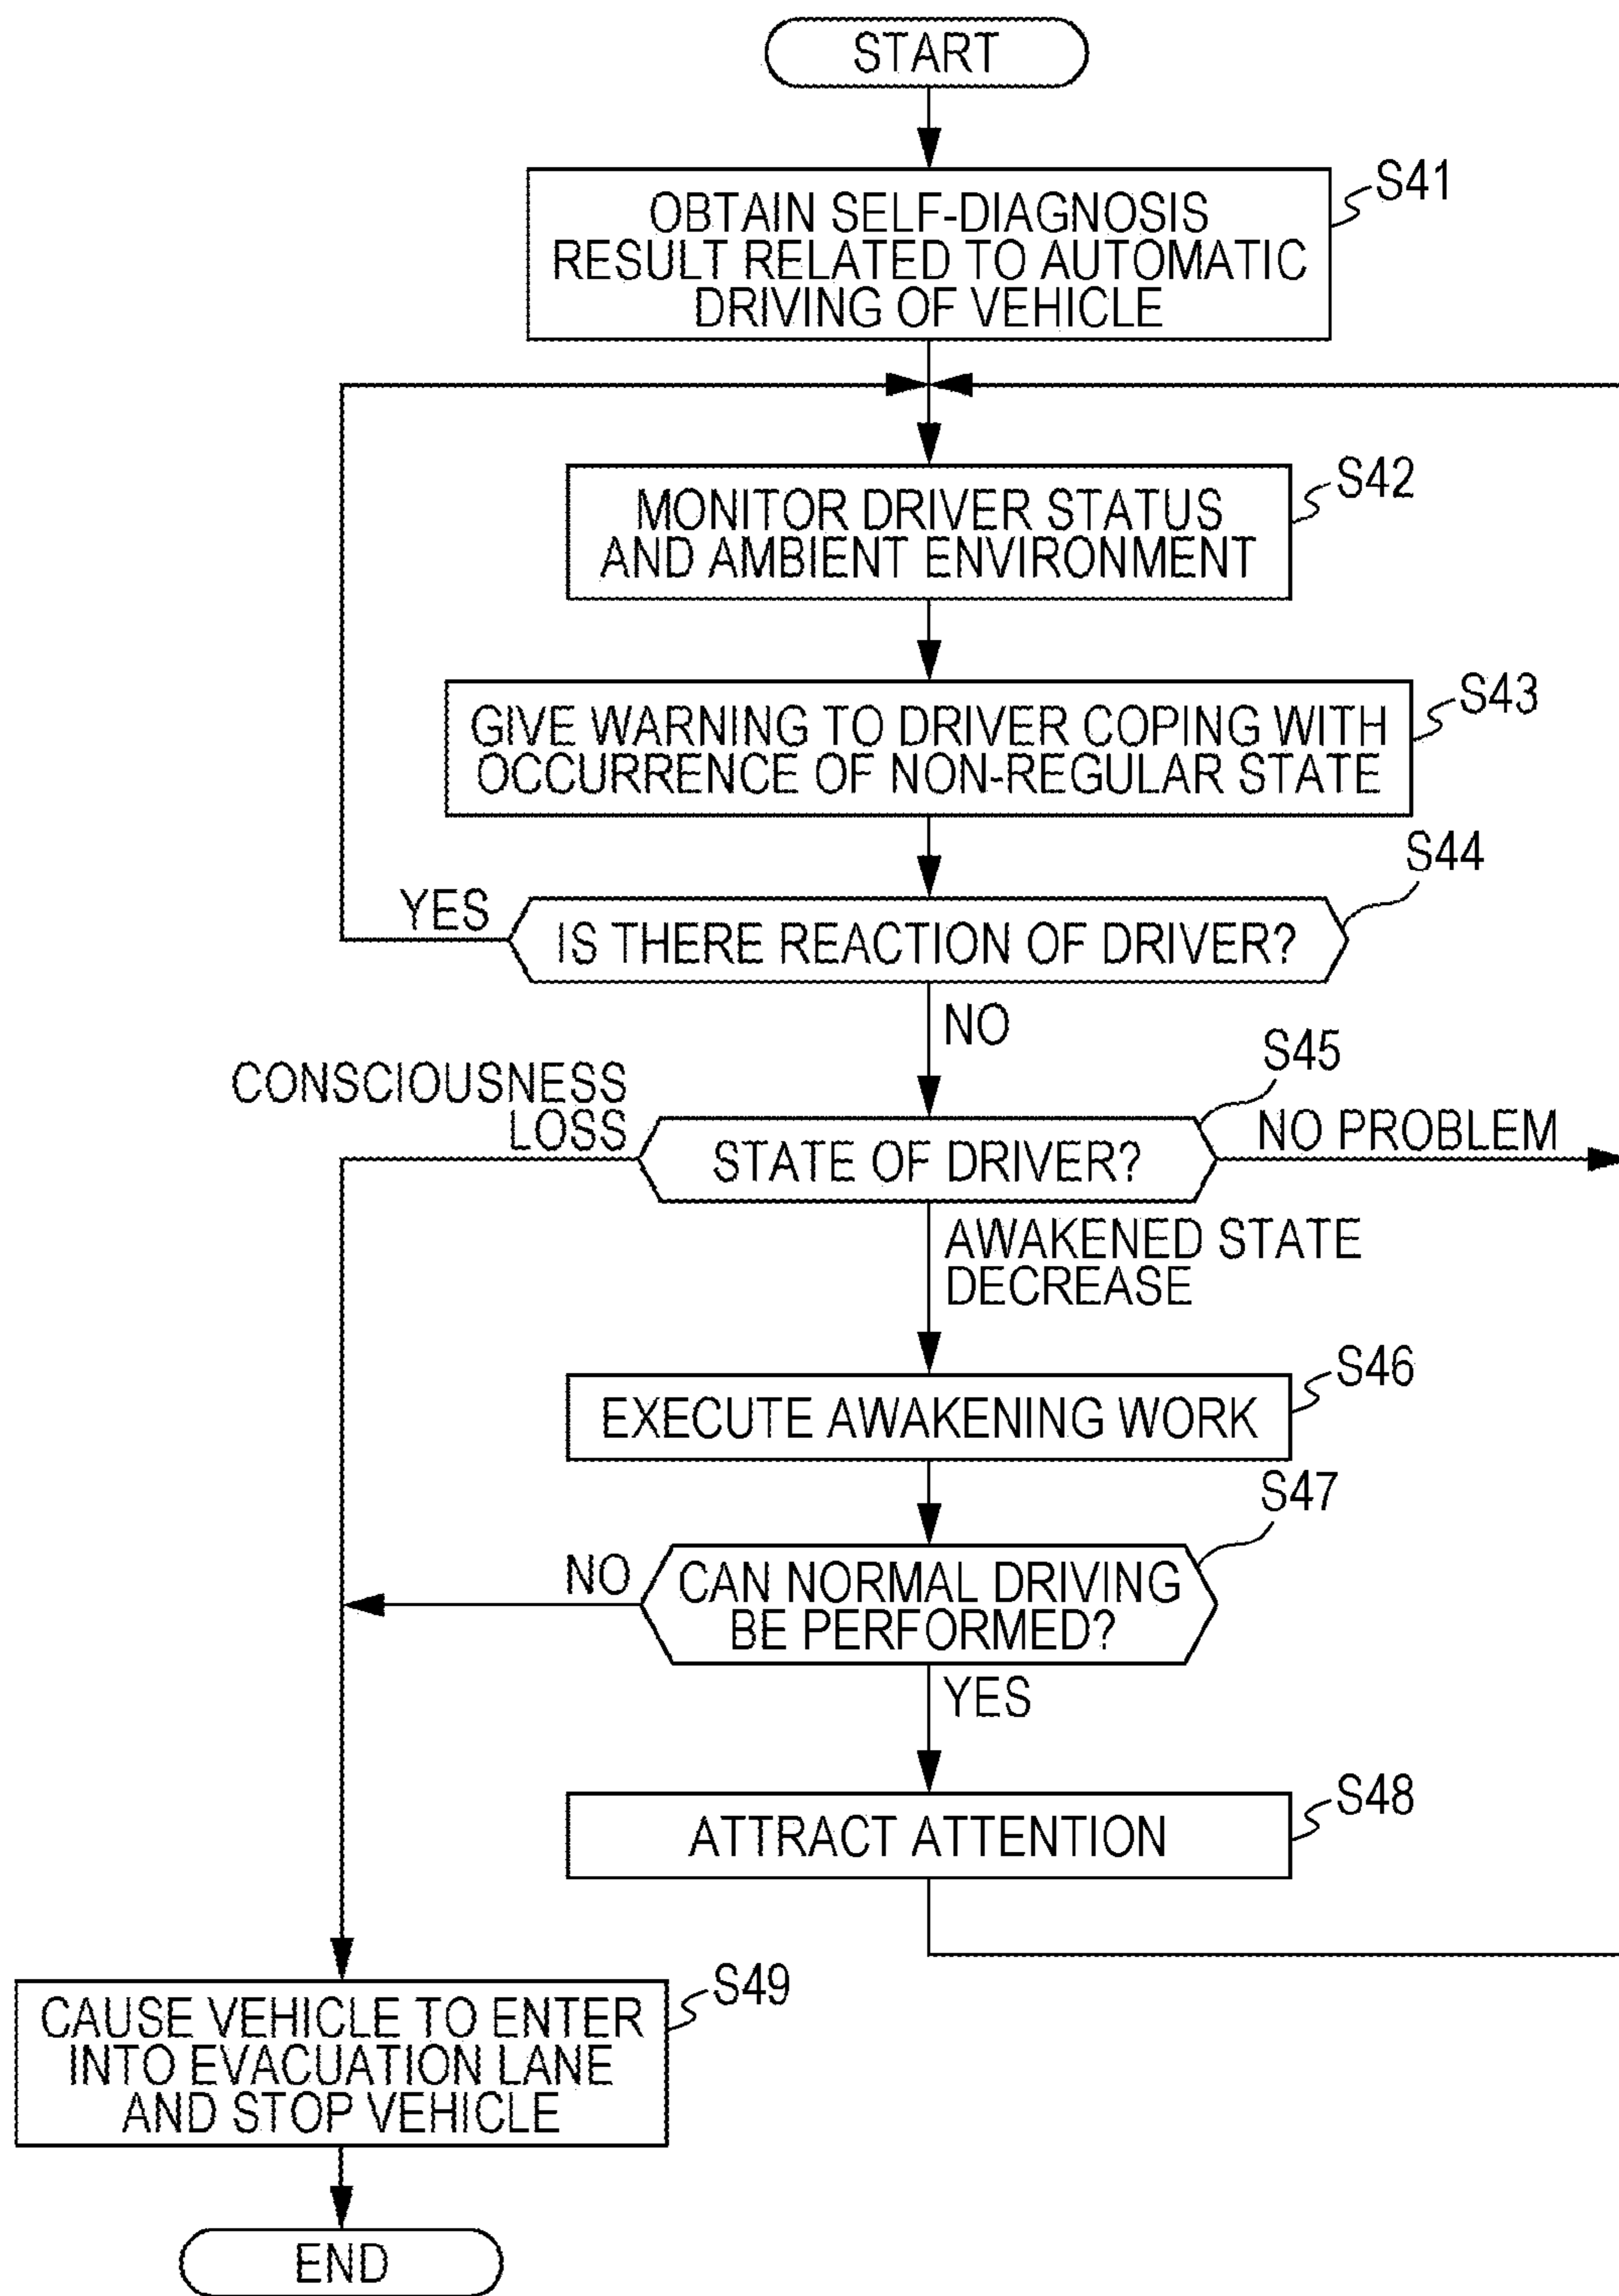 START
S41
OBTAIN SELF-DIAGNOSIS
RESULT RELATED TO AUTOMATIC
DRIVING OF VEHICLE
S42
MONITOR DRIVER STATUS
AND AMBIENT ENVIRONMENT
S43
GIVE WARNING TO DRIVER COPING WITH
OCCURRENCE OF NON-REGULAR STATE
S44
YES
IS THERE REACTION OF DRIVER?
NO
S45
CONSCIOUSNESS
LOSS
NO PROBLEM
STATE OF DRIVER?
AWAKENED STATE
DECREASE
S46
EXECUTE AWAKENING WORK
S47
NO
CAN NORMAL DRIVING
BE PERFORMED?
YES
S48
ATTRACT ATTENTION
S49
CAUSE VEHICLE TO ENTER
INTO EVACUATION LANE
AND STOP VEHICLE
END